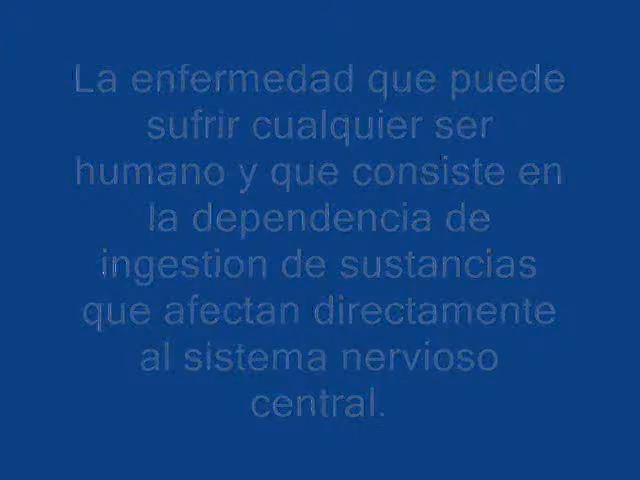 La enfermedad que puede
sufrir cualquier ser
humano y que consiste en
la dependencia de
ingestion de sustancias
que afectan directamente
al sistema nervioso
central.